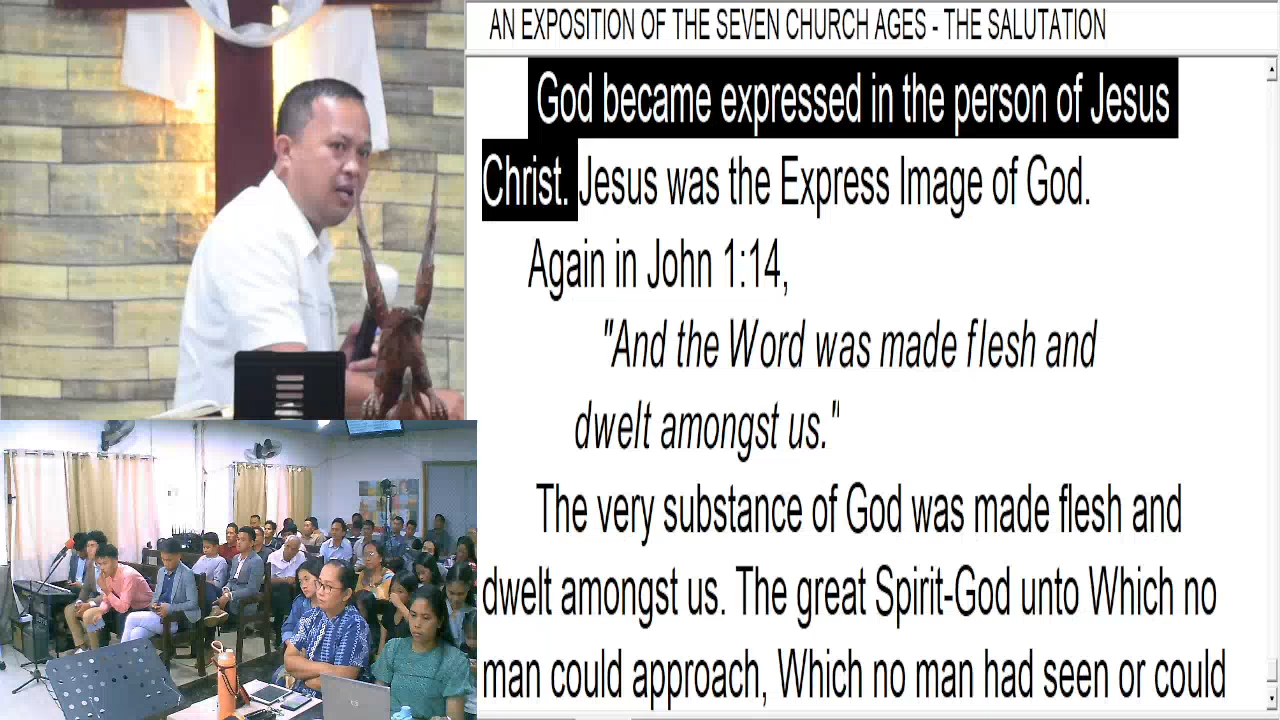 AN EXPOSITION OF THE SEVEN CHURCH AGES - THE SALUTATION
God became expressed in the person of Jesus
Christ. Jesus was the Express Image of God.
Again in John 1:14,
"And the Word was made flesh and
dwelt amongst us."
The very substance of God was made flesh and
dwelt amongst us. The great Spirit-God unto Which no
man could approach, Which no man had seen or could